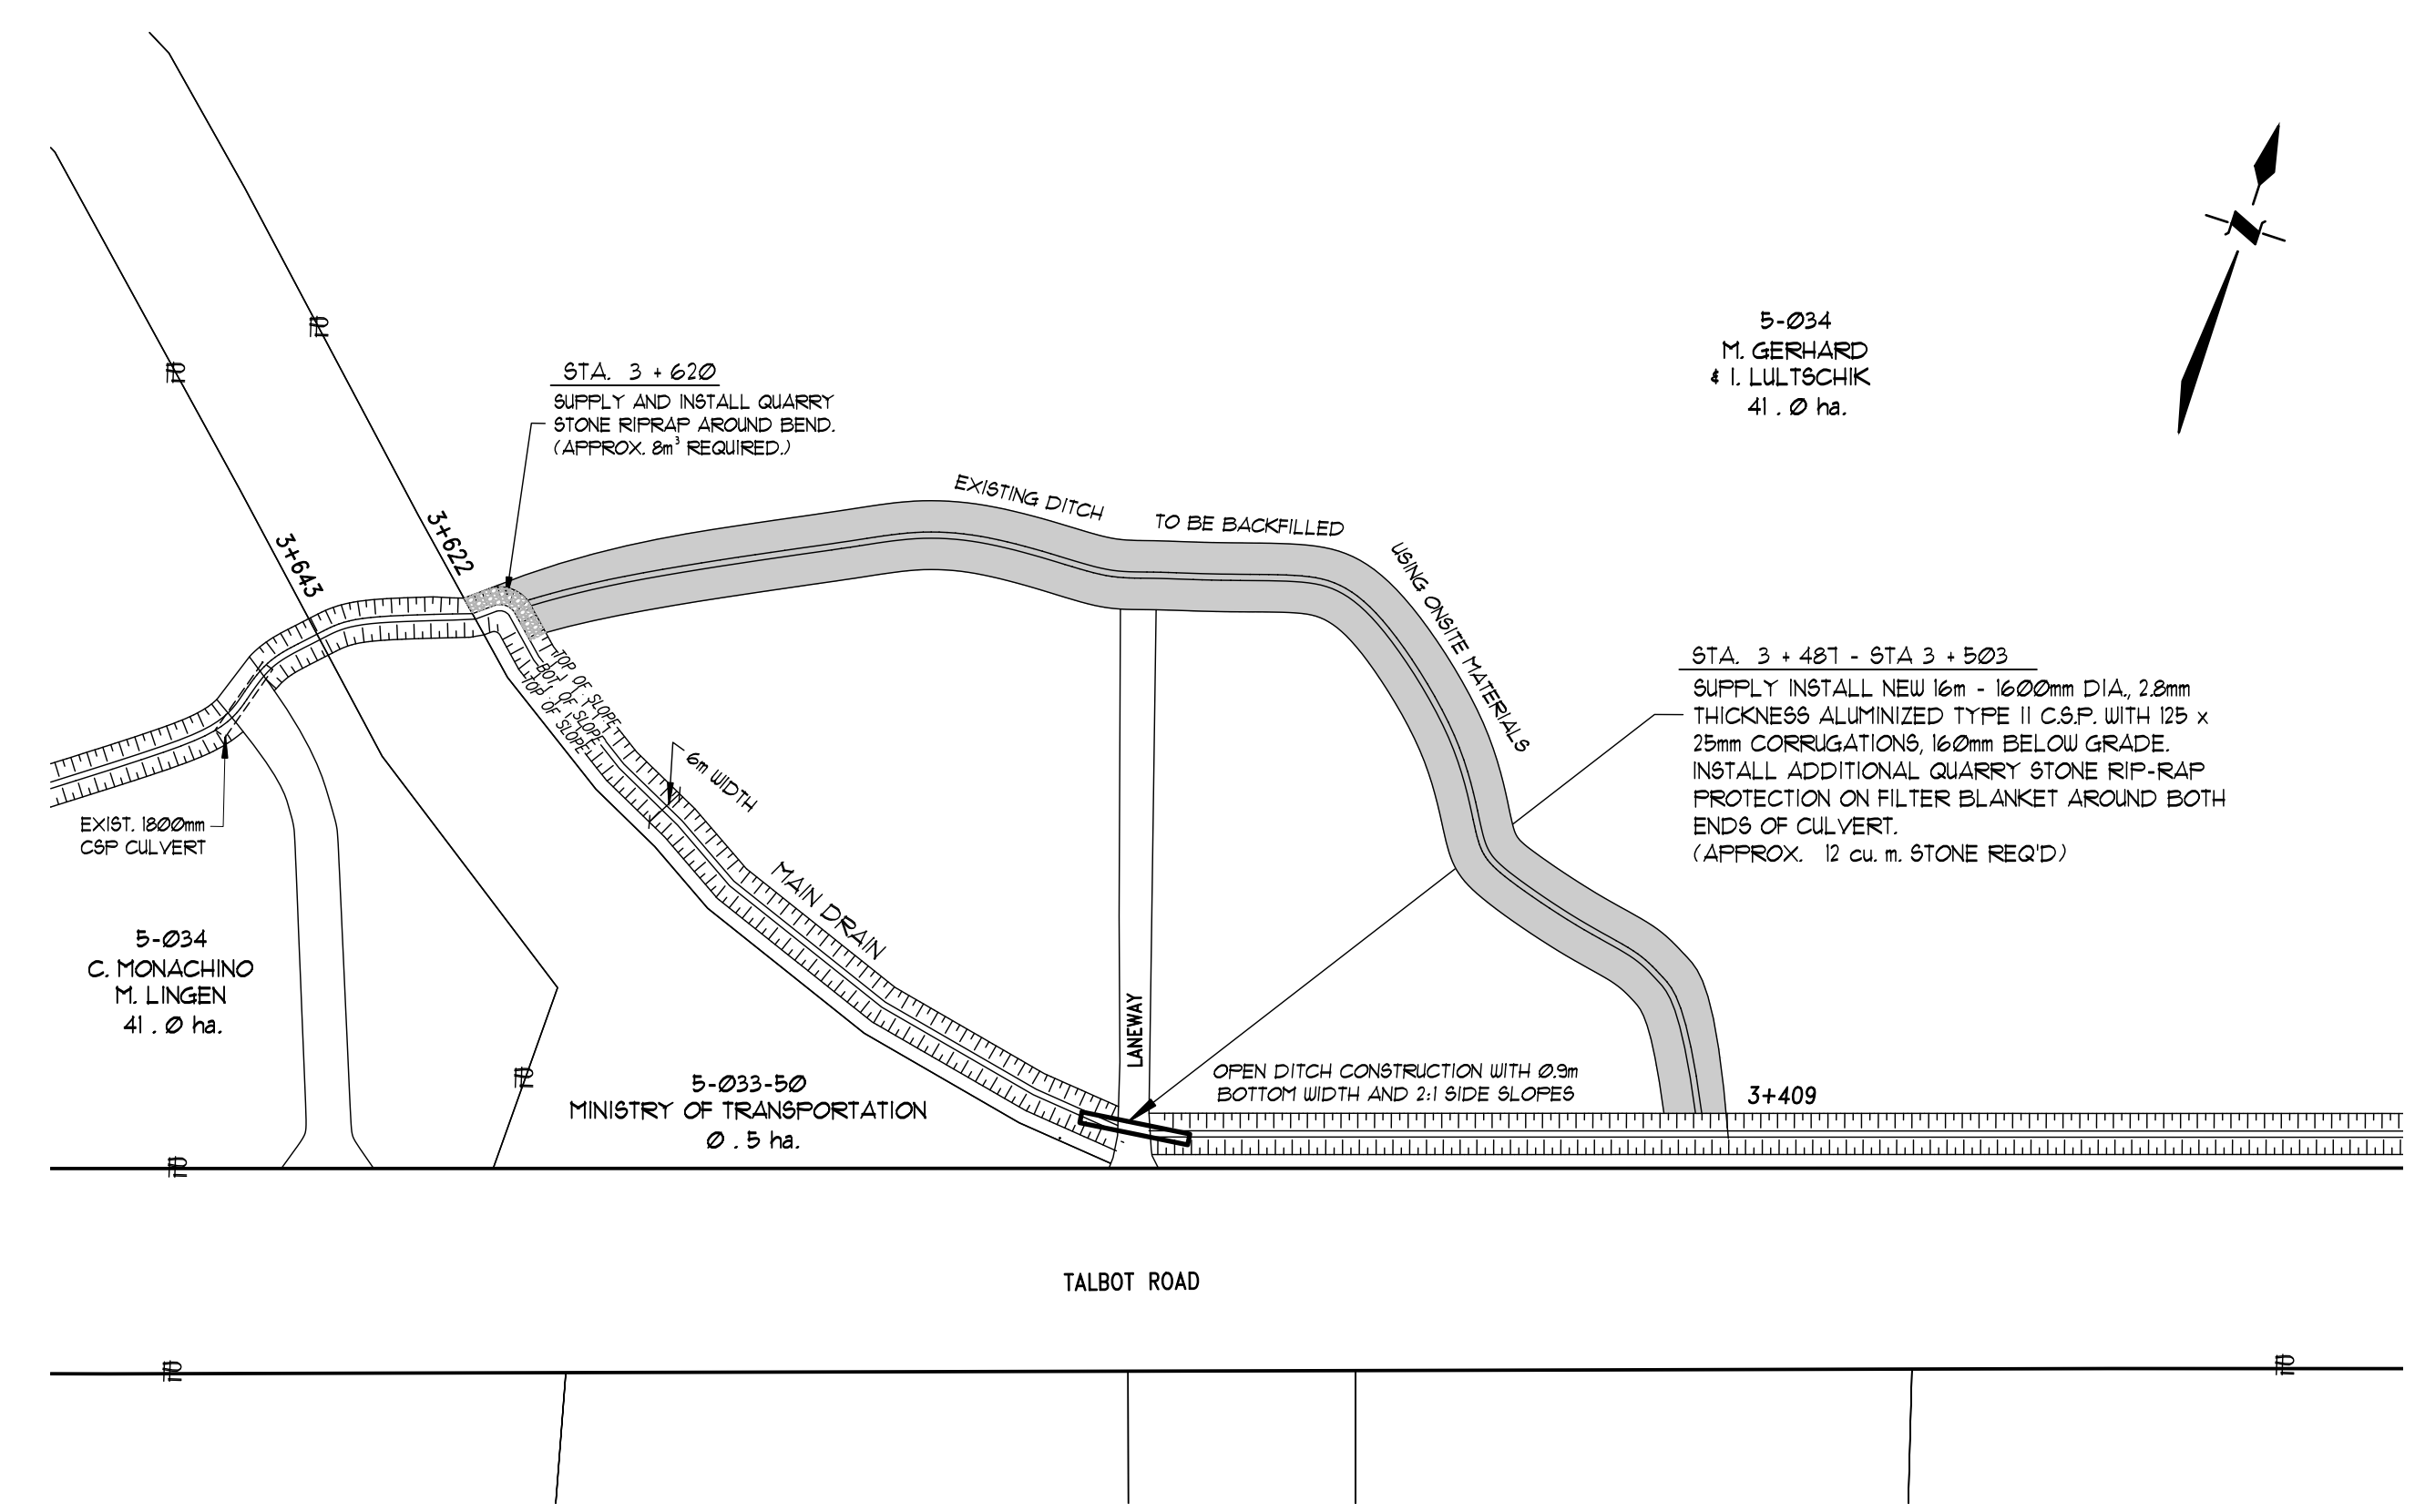 5-Ø34
M. GERHARD
& I. LULTSCHIK
41 . Ø ha.
STA. 3 + 62Ø
SUPPLY AND INSTALL QUARRY
STONE RIPRAP AROUND BEND.
(APPROX. 8m³ REQUIRED.)
EXISTING DITCH TO BE BACKFILLED USING ONSITE MATERIALS
3+622
3+643
STA. 3 + 487 - STA 3 + 5Ø3
SUPPLY INSTALL NEW 16m - 16ØØmm DIA., 2.8mm
THICKNESS ALUMINIZED TYPE II C.S.P. WITH 125 x
25mm CORRUGATIONS, 16Ømm BELOW GRADE.
INSTALL ADDITIONAL QUARRY STONE RIP-RAP
PROTECTION ON FILTER BLANKET AROUND BOTH
ENDS OF CULVERT.
(APPROX. 12 cu. m. STONE REQ'D)
TOP OF SLOPE
BOT. OF SLOPE
TOP OF SLOPE
6m WIDTH
EXIST. 18ØØmm
CSP CULVERT
MAIN DRAIN
5-Ø34
C. MONACHINO
M. LINGEN
41 . Ø ha.
LANEWAY
5-Ø33-5O
MINISTRY OF TRANSPORTATION
Ø . 5 ha.
OPEN DITCH CONSTRUCTION WITH Ø.9m
BOTTOM WIDTH AND 2:1 SIDE SLOPES
3+409
TALBOT ROAD